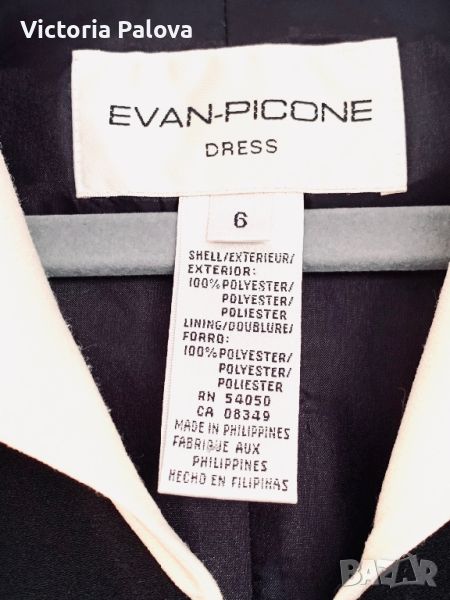 Victoria Palova
EVAN-PICONE
DRESS
6
SHELL/EXTERIEUR/
EXTERIOR:
100%POLYESTER/
POLYESTER/
POLIESTER
LINING/DOUBLURE/
FORRO:
100%POLYESTER/
POLYESTER/
POLIESTER
RN 54050
CA 08349
MADE IN PHILIPPINES
FABRIQUE AUX
PHILIPPINES
HECHO EN FILIPINAS
BAZAR